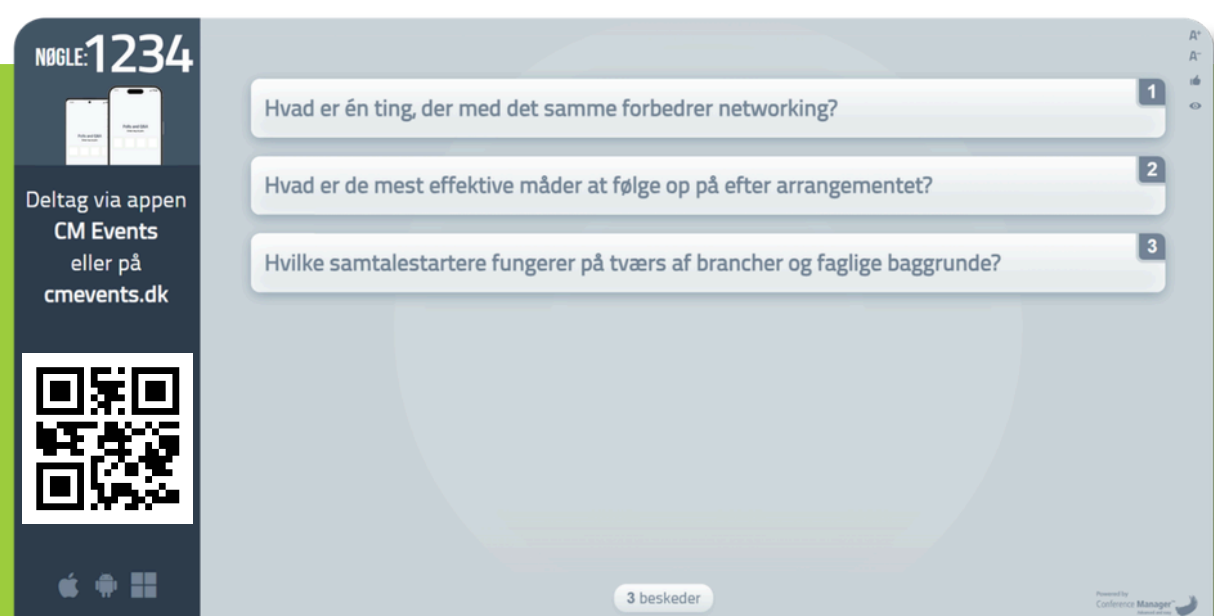 NØGLE:1234
Deltag via appen
CM Events
eller på
cmevents.dk
Hvad er én ting, der med det samme forbedrer networking?
1
Hvad er de mest effektive måder at følge op på efter arrangementet?
2
Hvilke samtalestartere fungerer på tværs af brancher og faglige baggrunde?
3
3 beskeder
A+
A-
Powered by
Conference Manager™